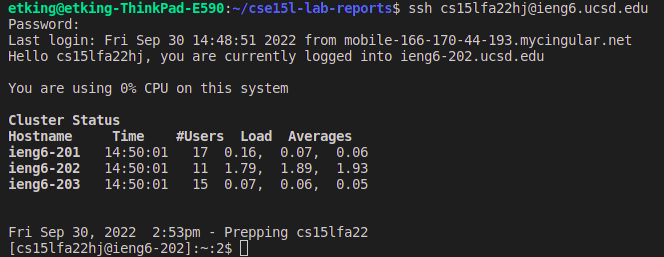 etking@etking-ThinkPad-E590:~/cse15l-lab-reports$ ssh cs15lfa22hj@ieng6.ucsd.edu
Password:
Last login: Fri Sep 30 14:48:51 2022 from mobile-166-170-44-193.mycingular.net
Hello cs15lfa22hj, you are currently logged into ieng6-202.ucsd.edu
You are using 0% CPU on this system
Cluster Status
Hostname     Time    #Users  Load  Averages
ieng6-201   14:50:01   17  0.16,  0.07,  0.06
ieng6-202   14:50:01   11  1.79,  1.89,  1.93
ieng6-203   14:50:01   15  0.07,  0.06,  0.05
Fri Sep 30, 2022  2:53pm - Prepping cs15lfa22
[cs15lfa22hj@ieng6-202]:~:2$